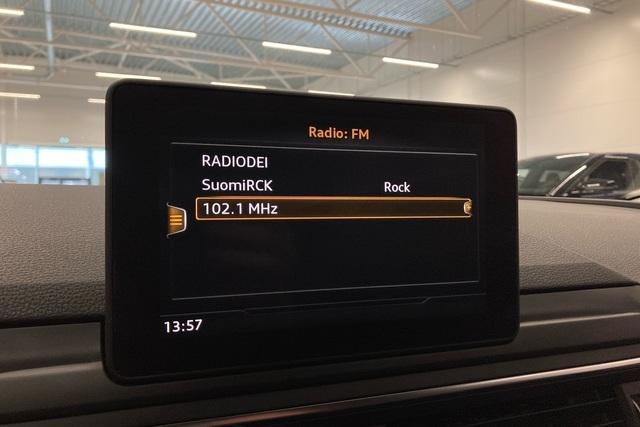 Radio: FM
RADIODEI
SuomiRCK Rock
102.1 MHz
13:57